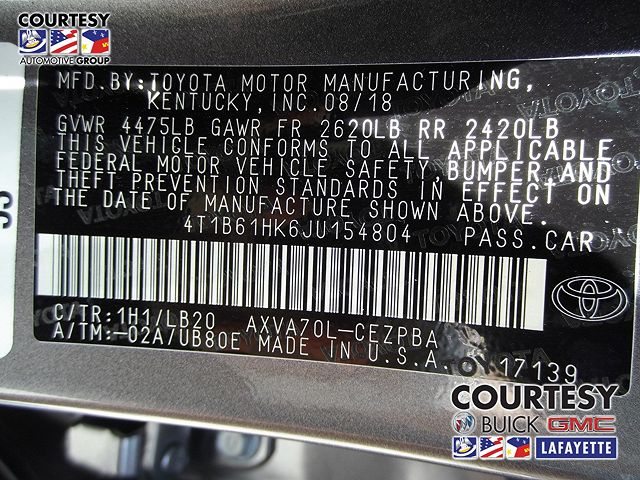 COURTESY
AUTOMOTIVE GROUP
MFD.BY:TOYOTA MOTOR MANUFACTURING,
KENTUCKY,INC.08/18
GVWR 4475LB GAWR FR 2620LB RR 2420LB
THIS VEHICLE CONFORMS TO ALL APPLICABLE
FEDERAL MOTOR VEHICLE SAFETY, BUMPER AND
THEFT PREVENTION STANDARDS IN EFFECT ON
THE DATE OF MANUFACTURE SHOWN ABOVE.
4T1B61HK6JU154804 PASS.CAR
C/TR:1H1/LB20 AXVA70L-CEZPBA
A/TM:-02A/UB80E MADE IN U.S.A.
OY17139
COURTESY
BUICK GMC
LAFAYETTE